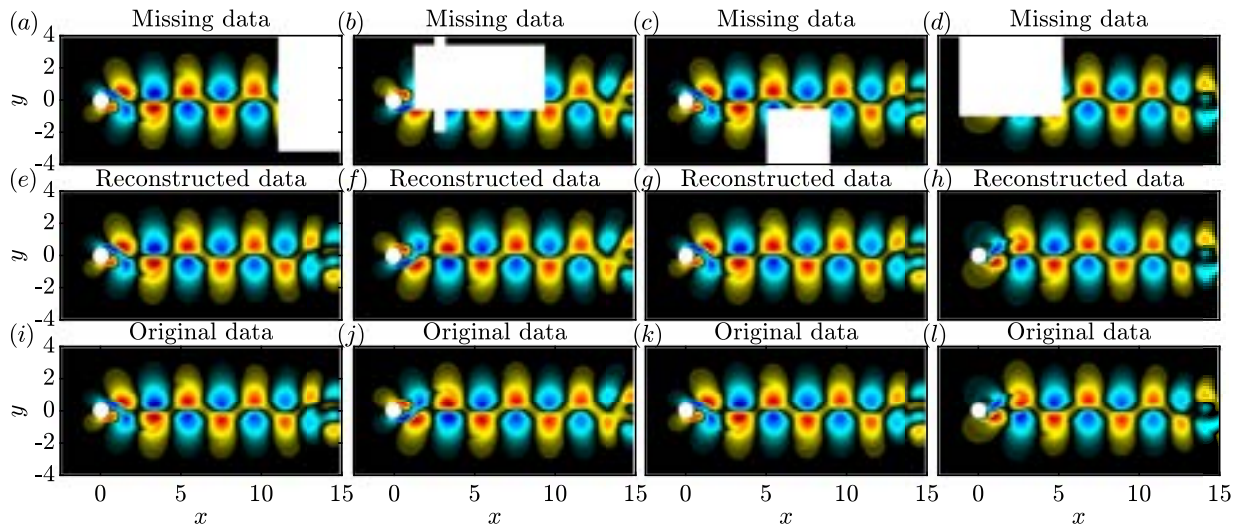 (a) Missing data (b) Missing data (c) Missing data (d) Missing data
4
2
y 0
-2
-4
(e) Reconstructed data (f) Reconstructed data (g) Reconstructed data (h) Reconstructed data
4
2
y 0
-2
-4
(i) Original data (j) Original data (k) Original data (l) Original data
4
2
y 0
-2
-4
0 5 10 15 0 5 10 15 0 5 10 15 0 5 10 15
x x x x